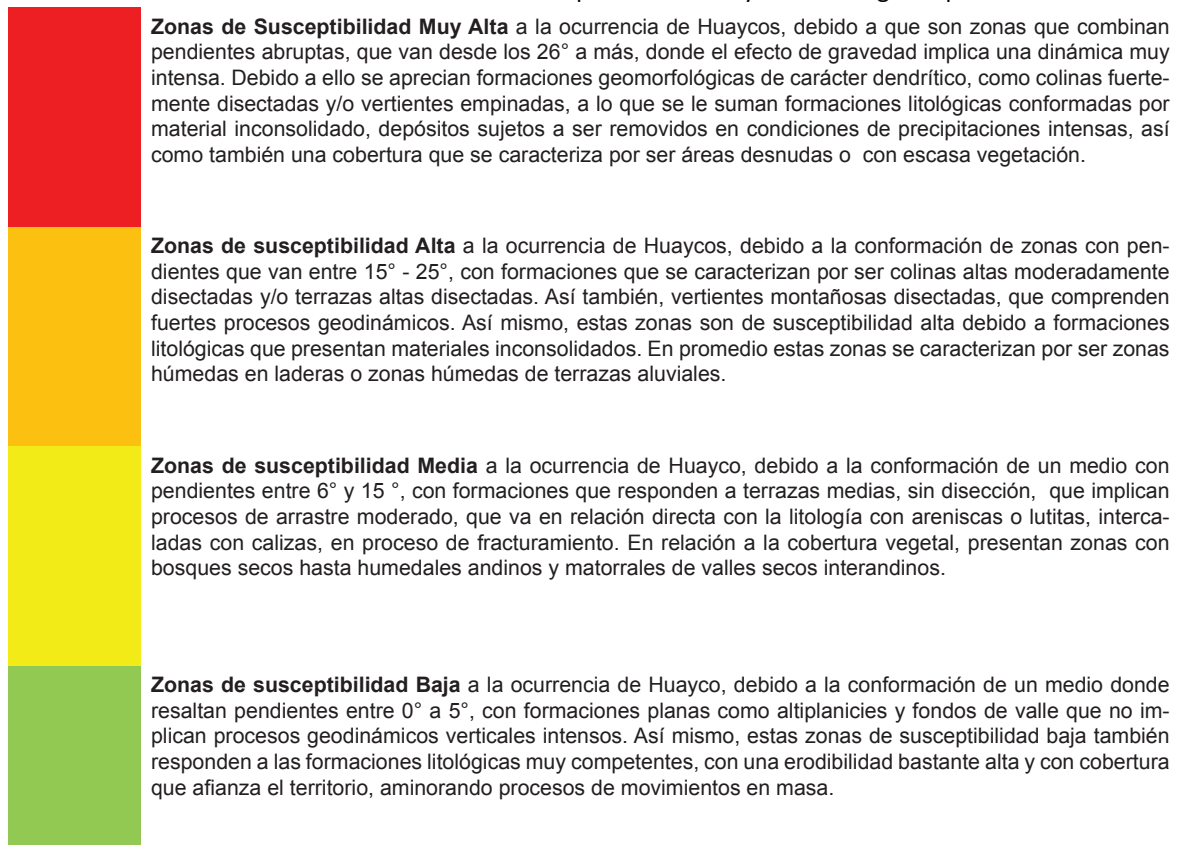 Zonas de Susceptibilidad Muy Alta a la ocurrencia de Huaycos, debido a que son zonas que combinan
pendientes abruptas, que van desde los 26° a más, donde el efecto de gravedad implica una dinámica muy
intensa. Debido a ello se aprecian formaciones geomorfológicas de carácter dendrítico, como colinas fuerte-
mente disectadas y/o vertientes empinadas, a lo que se le suman formaciones litológicas conformadas por
material inconsolidado, depósitos sujetos a ser removidos en condiciones de precipitaciones intensas, así
como también una cobertura que se caracteriza por ser áreas desnudas o con escasa vegetación.
Zonas de susceptibilidad Alta a la ocurrencia de Huaycos, debido a la conformación de zonas con pen-
dientes que van entre 15° - 25°, con formaciones que se caracterizan por ser colinas altas moderadamente
disectadas y/o terrazas altas disectadas. Así también, vertientes montañosas disectadas, que comprenden
fuertes procesos geodinámicos. Así mismo, estas zonas son de susceptibilidad alta debido a formaciones
litológicas que presentan materiales inconsolidados. En promedio estas zonas se caracterizan por ser zonas
húmedas en laderas o zonas húmedas de terrazas aluviales.
Zonas de susceptibilidad Media a la ocurrencia de Huayco, debido a la conformación de un medio con
pendientes entre 6° y 15 °, con formaciones que responden a terrazas medias, sin disección, que implican
procesos de arrastre moderado, que va en relación directa con la litología con areniscas o lutitas, interca-
ladas con calizas, en proceso de fracturamiento. En relación a la cobertura vegetal, presentan zonas con
bosques secos hasta humedales andinos y matorrales de valles secos interandinos.
Zonas de susceptibilidad Baja a la ocurrencia de Huayco, debido a la conformación de un medio donde
resaltan pendientes entre 0° a 5°, con formaciones planas como altiplanicies y fondos de valle que no im-
plican procesos geodinámicos verticales intensos. Así mismo, estas zonas de susceptibilidad baja también
responden a las formaciones litológicas muy competentes, con una erodibilidad bastante alta y con cobertura
que afianza el territorio, aminorando procesos de movimientos en masa.